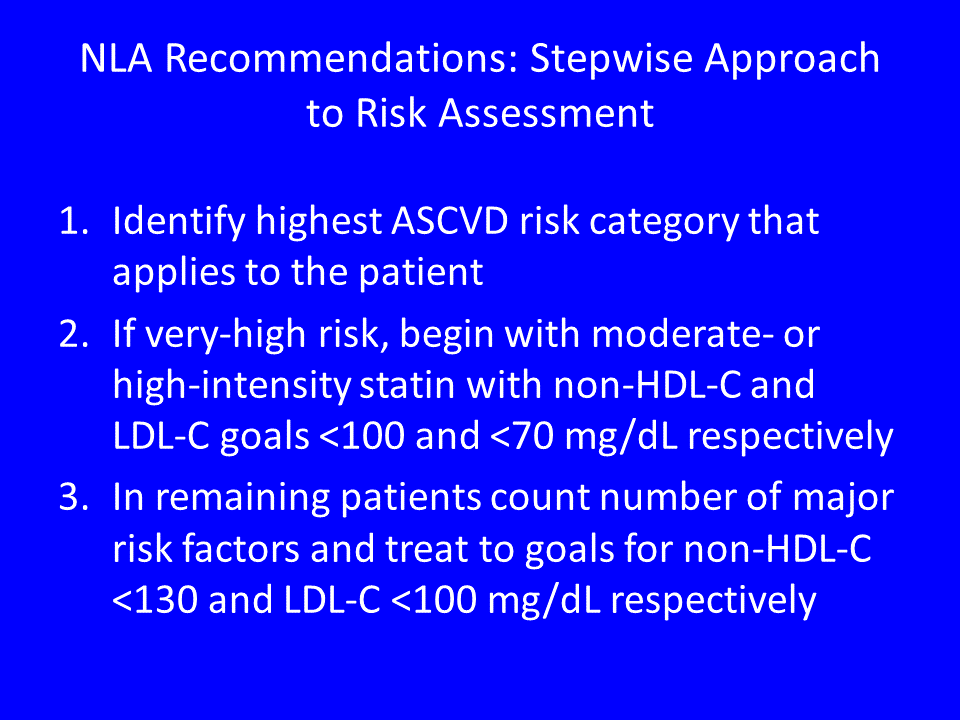 NLA Recommendations: Stepwise Approach
to Risk Assessment
1. Identify highest ASCVD risk category that
applies to the patient
2. If very-high risk, begin with moderate- or
high-intensity statin with non-HDL-C and
LDL-C goals <100 and <70 mg/dL respectively
3. In remaining patients count number of major
risk factors and treat to goals for non-HDL-C
<130 and LDL-C <100 mg/dL respectively